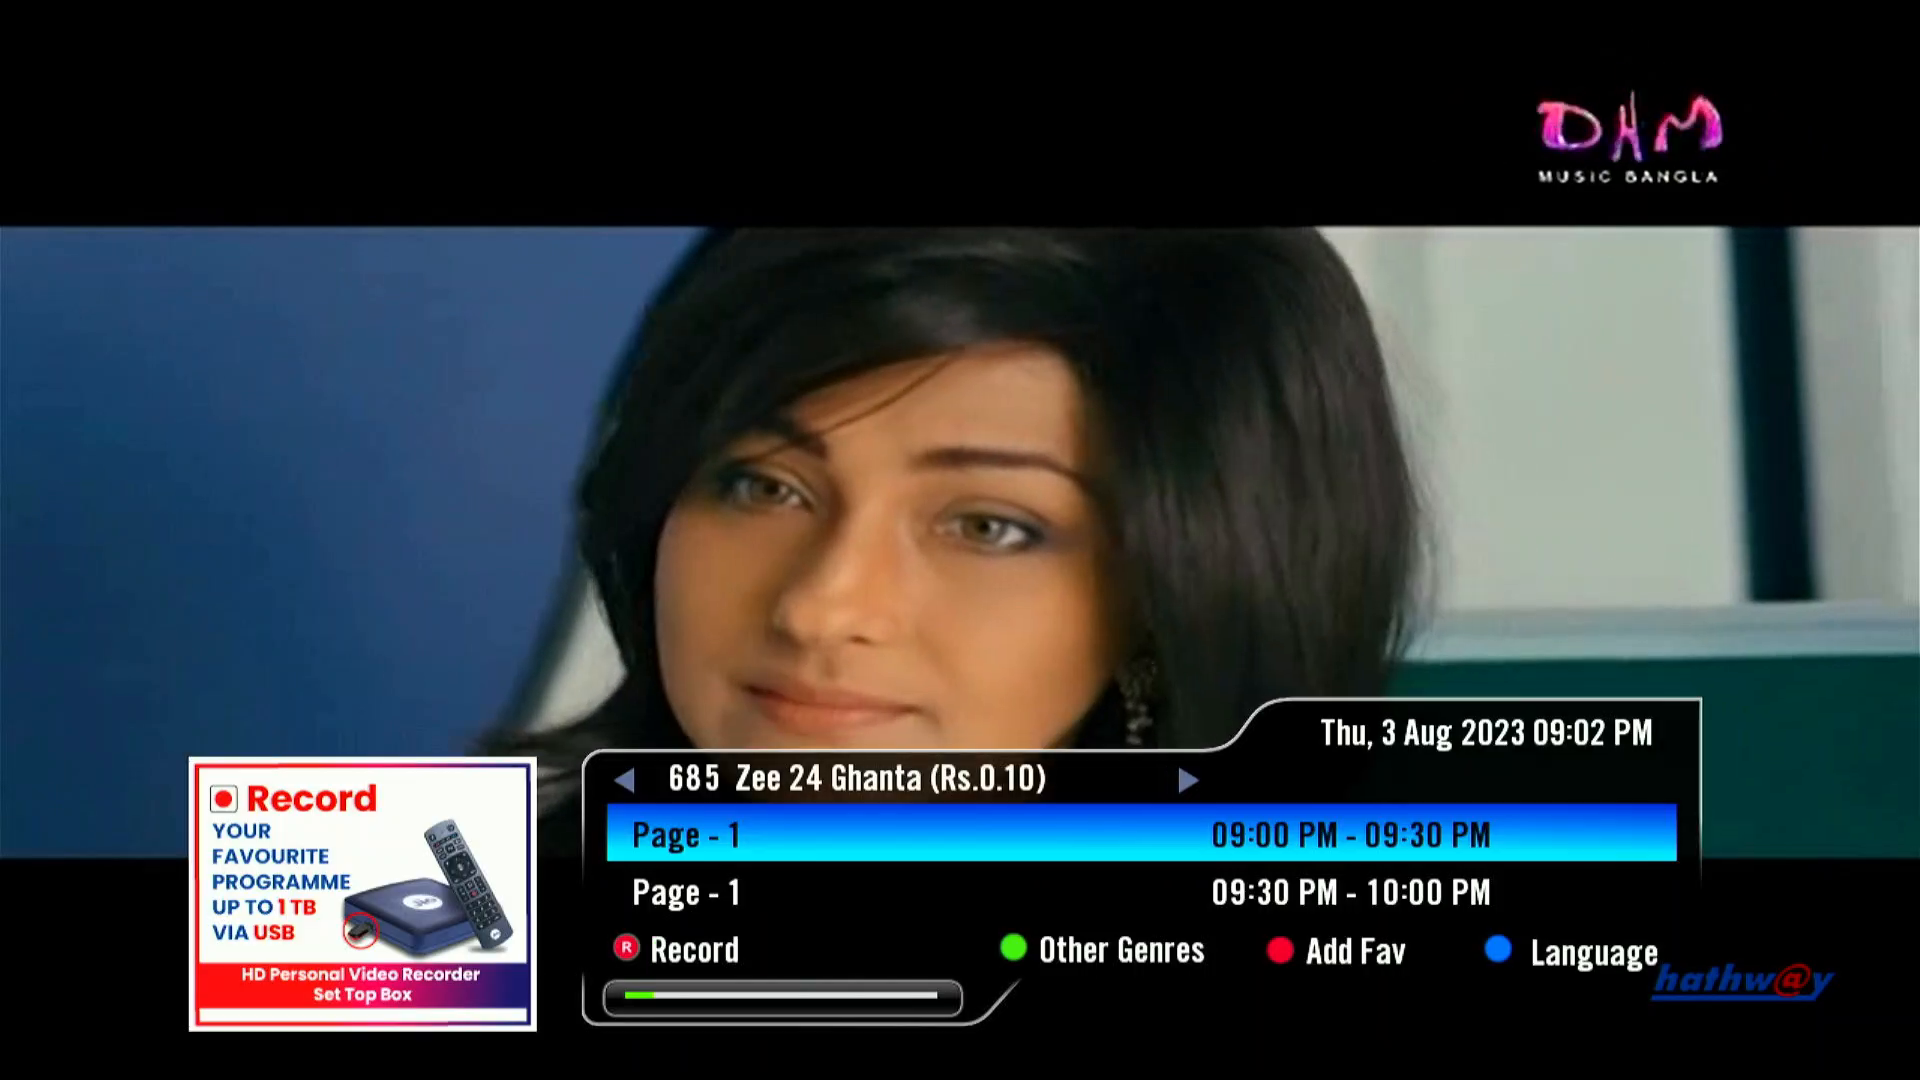 DHM
MUSIC BANGLA
Thu, 3 Aug 2023 09:02 PM
685 Zee 24 Ghanta (Rs.0.10)
Page - 1 09:00 PM - 09:30 PM
Page - 1 09:30 PM - 10:00 PM
R Record
Other Genres
Add Fav
Language
hathw@y
Record
YOUR
FAVOURITE
PROGRAMME
UP TO 1 TB
VIA USB
HD Personal Video Recorder
Set Top Box